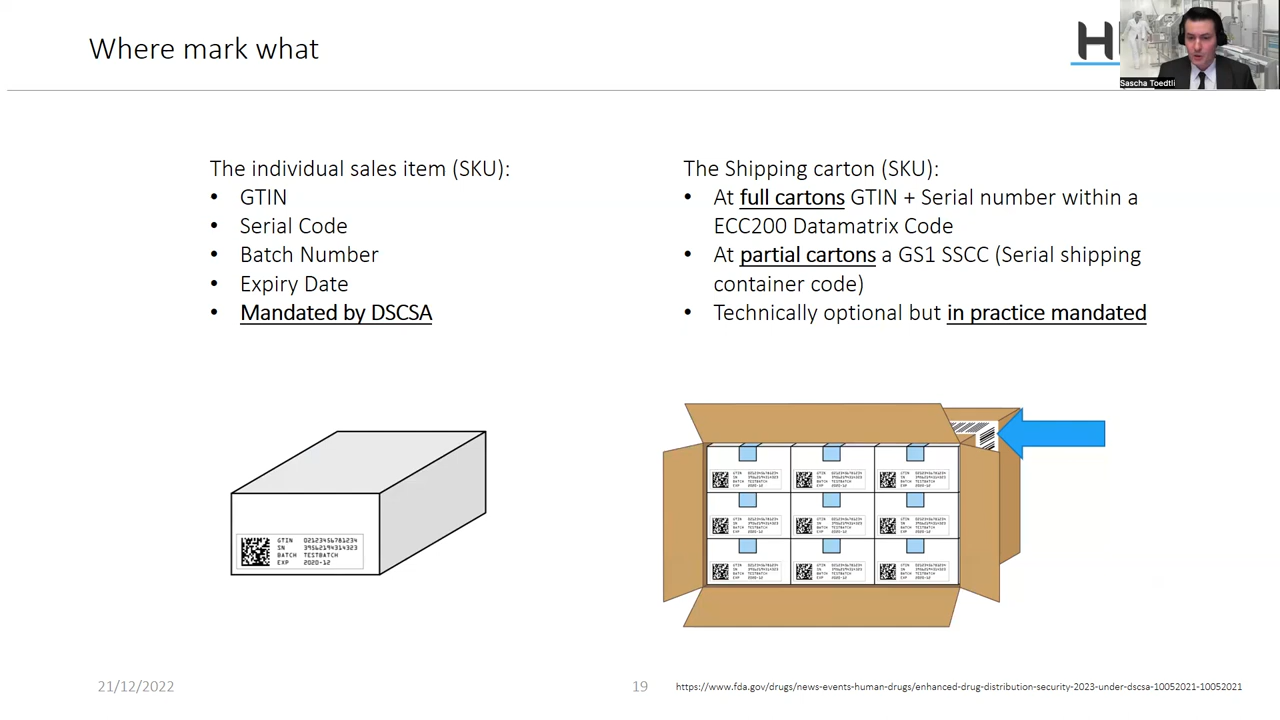 Where mark what
H
Sascha Toedtli
The individual sales item (SKU):
• GTIN
• Serial Code
• Batch Number
• Expiry Date
• Mandated by DSCSA
The Shipping carton (SKU):
• At full cartons GTIN + Serial number within a
ECC200 Datamatrix Code
• At partial cartons a GS1 SSCC (Serial shipping
container code)
• Technically optional but in practice mandated
GTIN 02123456781234
SN 39562194314323
BATCH TESTBATCH
EXP 2020-12
21/12/2022
19
https://www.fda.gov/drugs/news-events-human-drugs/enhanced-drug-distribution-security-2023-under-dscsa-10052021-10052021